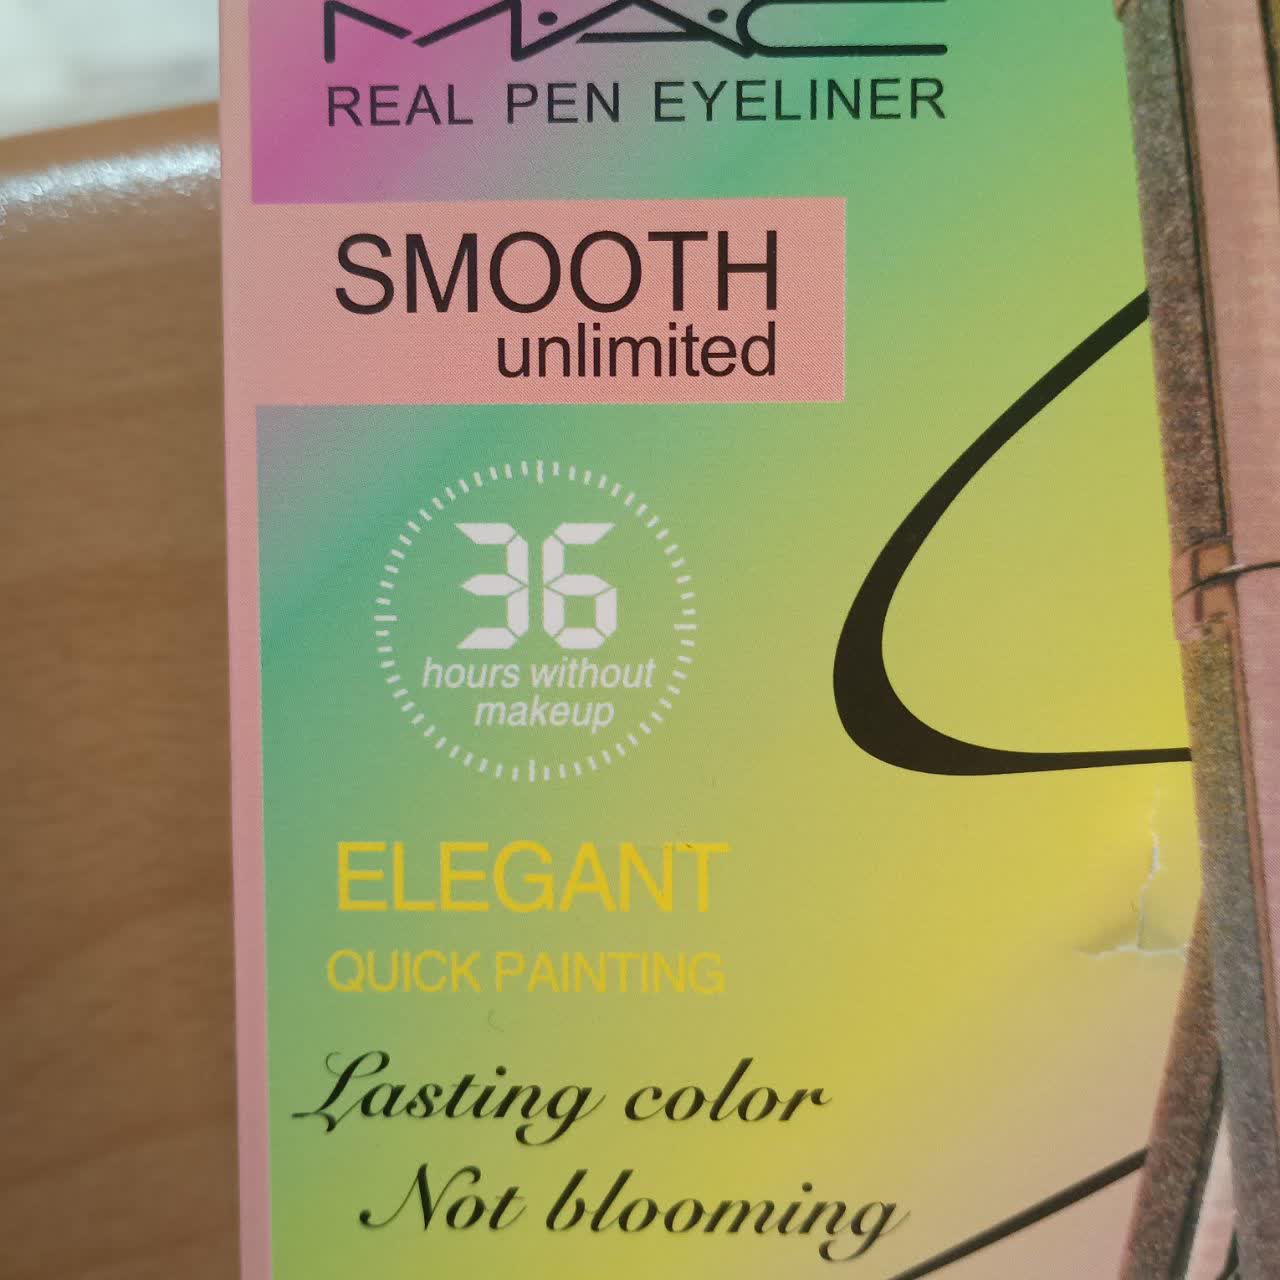 M·A·C
REAL PEN EYELINER
SMOOTH
unlimited
36
hours without
makeup
ELEGANT
QUICK PAINTING
Lasting color
Not blooming